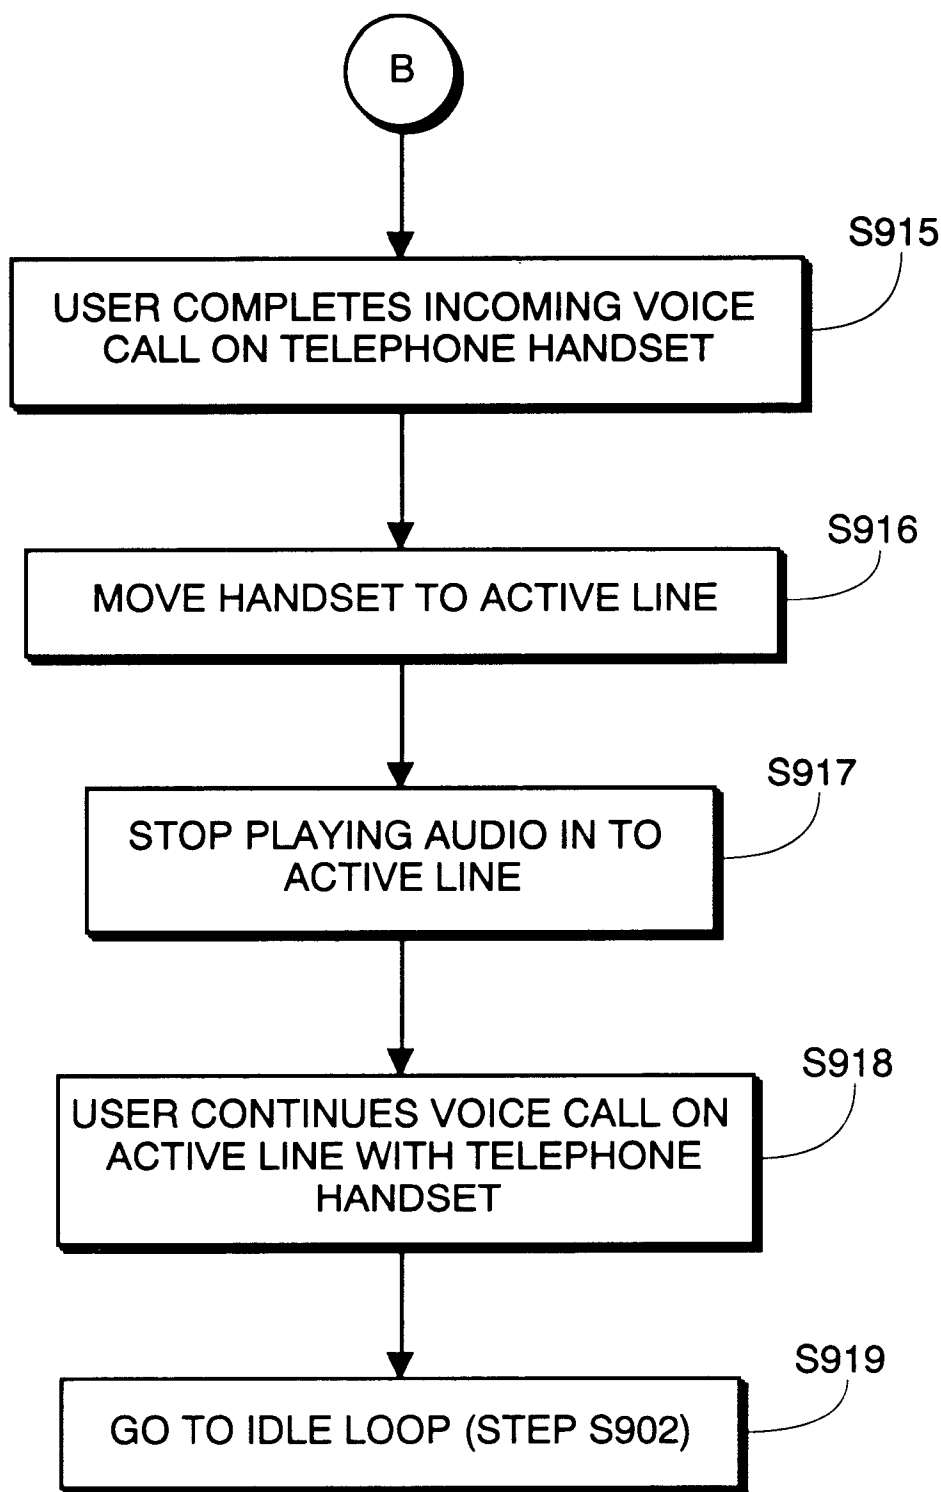 B
S915
USER COMPLETES INCOMING VOICE
CALL ON TELEPHONE HANDSET
S916
MOVE HANDSET TO ACTIVE LINE
S917
STOP PLAYING AUDIO IN TO
ACTIVE LINE
S918
USER CONTINUES VOICE CALL ON
ACTIVE LINE WITH TELEPHONE
HANDSET
S919
GO TO IDLE LOOP (STEP S902)